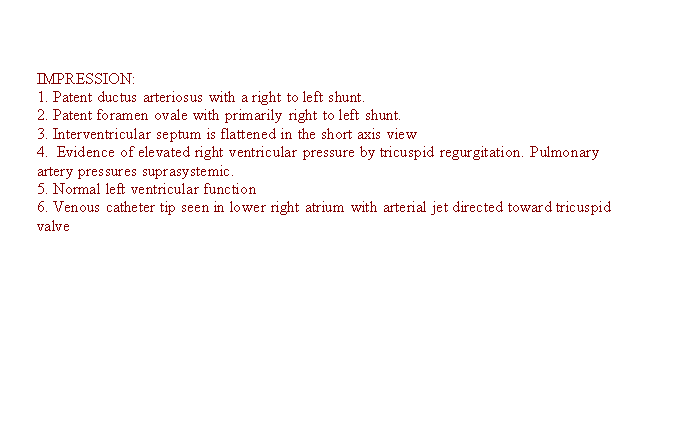 IMPRESSION:
1. Patent ductus arteriosus with a right to left shunt.
2. Patent foramen ovale with primarily right to left shunt.
3. Interventricular septum is flattened in the short axis view
4.  Evidence of elevated right ventricular pressure by tricuspid regurgitation. Pulmonary
artery pressures suprasystemic.
5. Normal left ventricular function
6. Venous catheter tip seen in lower right atrium with arterial jet directed toward tricuspid
valve